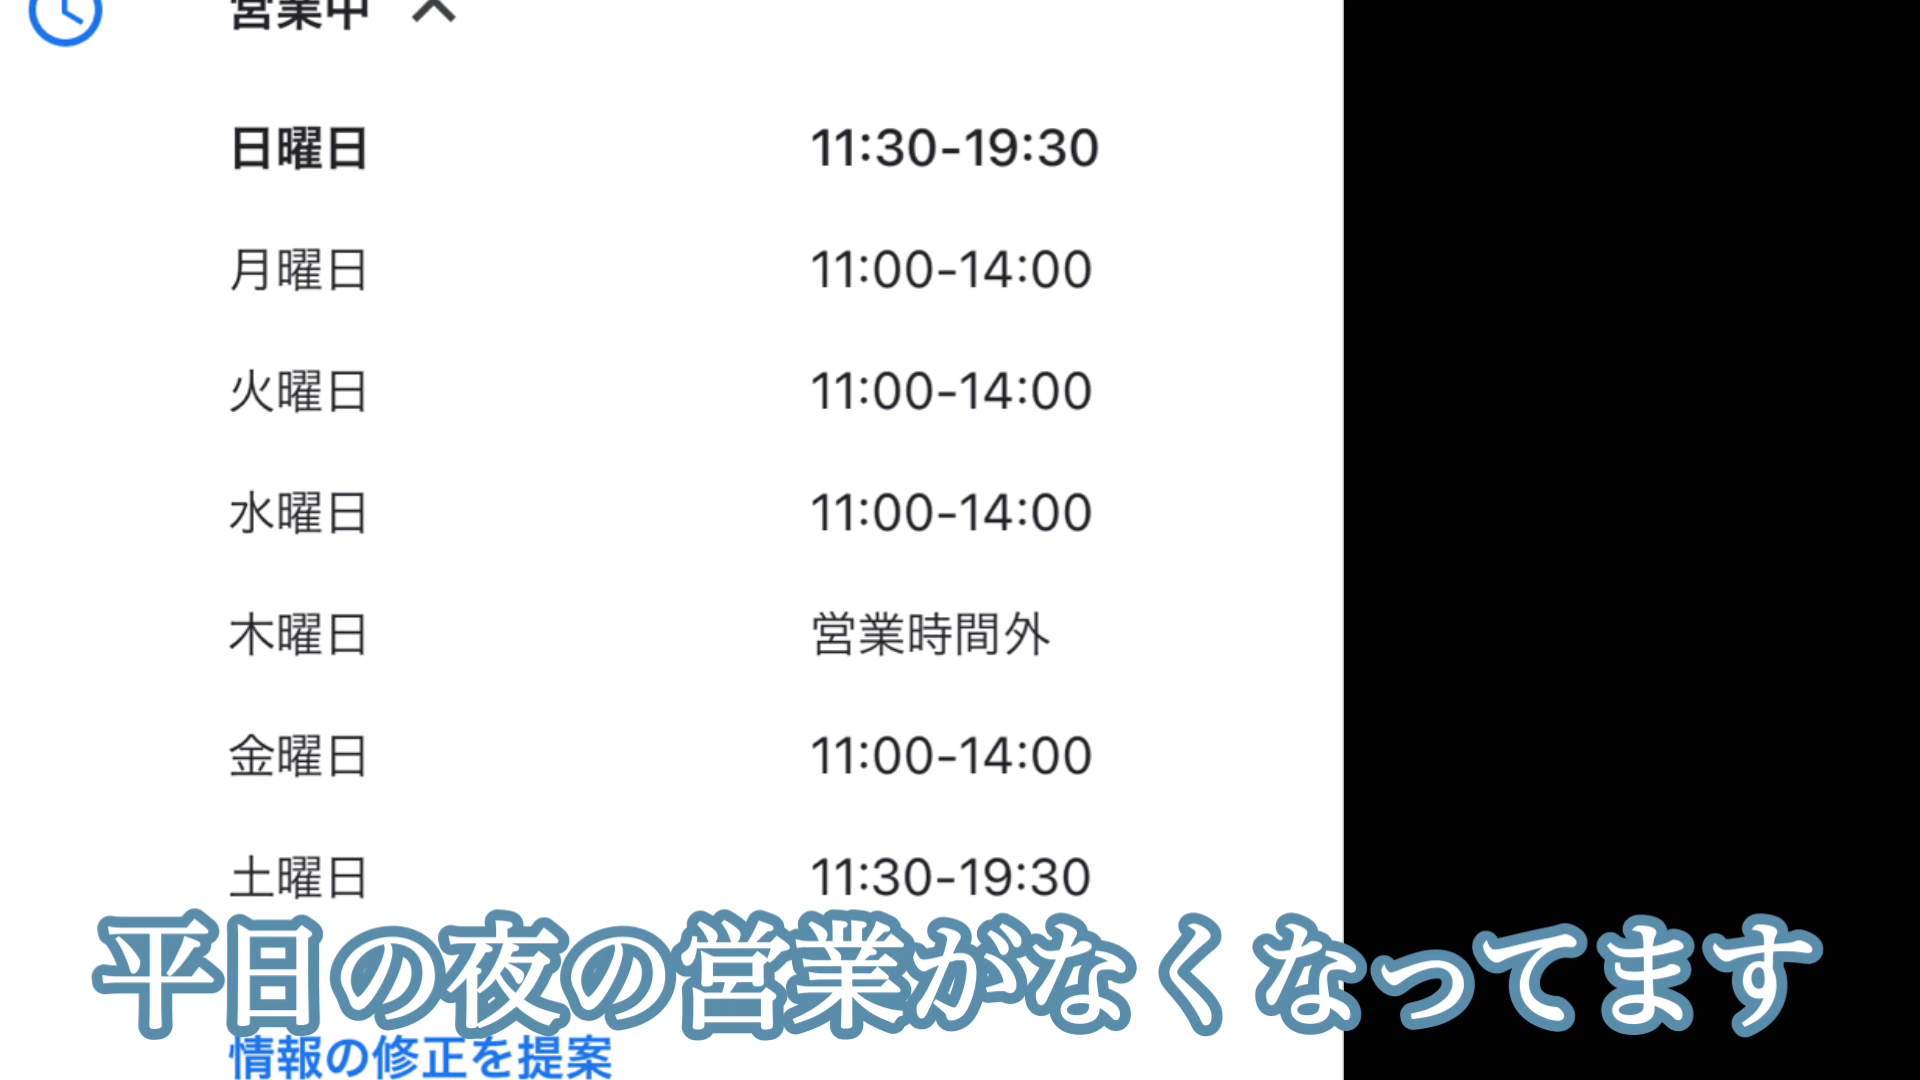 営業中
日曜日 11:30-19:30
月曜日 11:00-14:00
火曜日 11:00-14:00
水曜日 11:00-14:00
木曜日 営業時間外
金曜日 11:00-14:00
土曜日 11:30-19:30
平日の夜の営業がなくなってます
情報の修正を提案